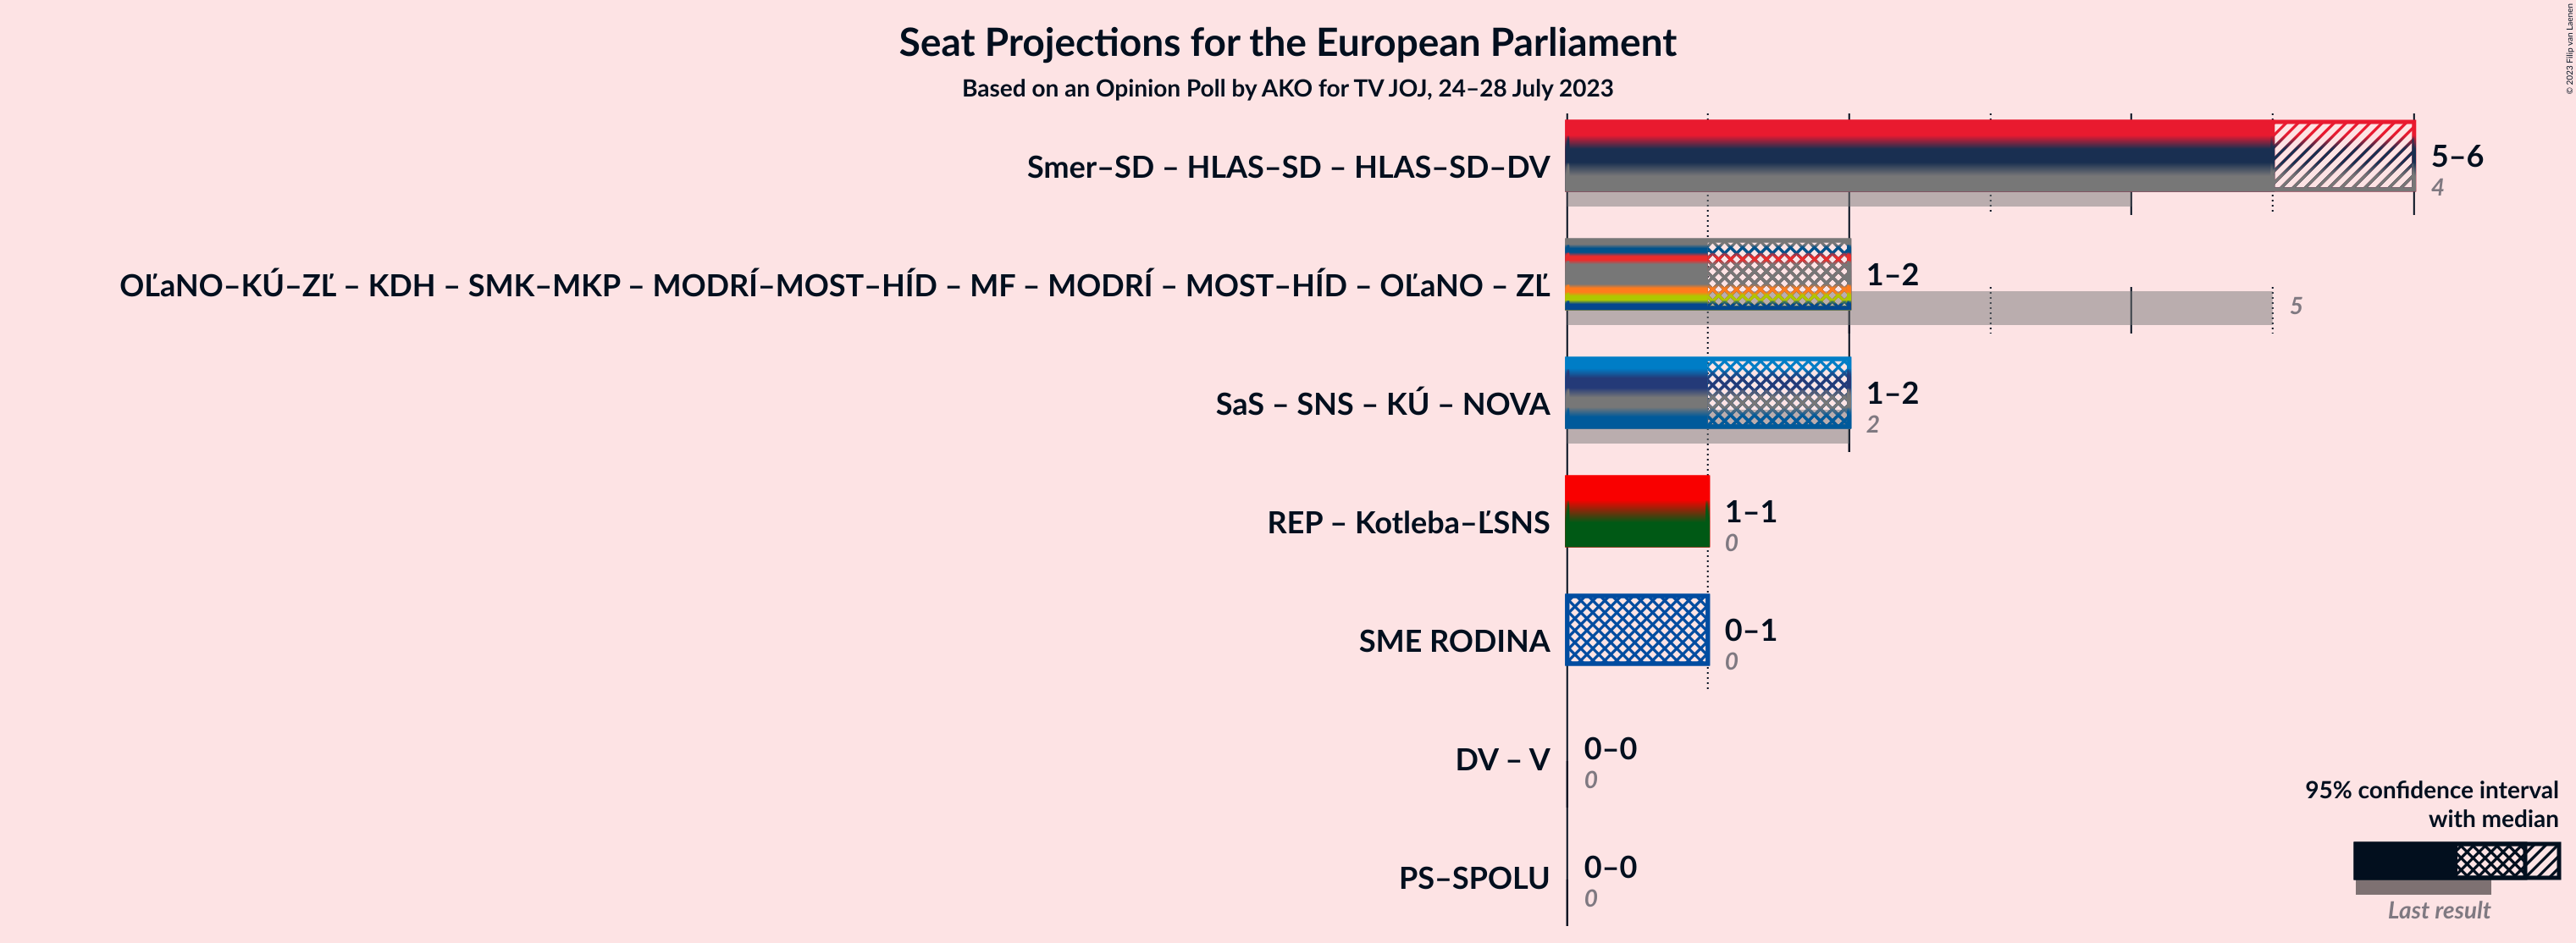 Seat Projections for the European Parliament
Based on an Opinion Poll by AKO for TV JOJ, 24–28 July 2023
© 2023 Filip van Laenen
Smer–SD – HLAS–SD – HLAS–SD–DV
5–6
4
OĽaNO–KÚ–ZĽ – KDH – SMK–MKP – MODRÍ–MOST–HÍD – MF – MODRÍ – MOST–HÍD – OĽaNO – ZĽ
1–2
5
SaS – SNS – KÚ – NOVA
1–2
2
REP – Kotleba–ĽSNS
1–1
0
SME RODINA
0–1
0
DV – V
0–0
0
PS–SPOLU
0–0
0
95% confidence interval
with median
Last result